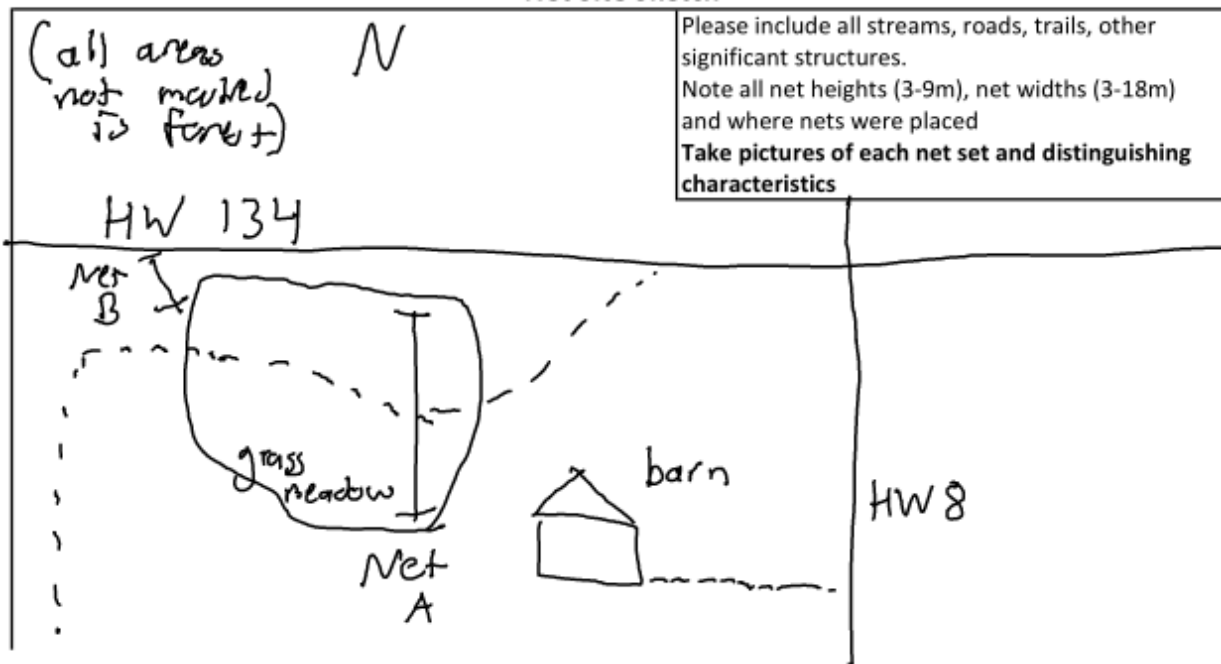 (all areas
not marked
is forest)
N
Please include all streams, roads, trails, other
significant structures.
Note all net heights (3-9m), net widths (3-18m)
and where nets were placed
Take pictures of each net set and distinguishing
characteristics
HW 134
Net
B
grass
meadow
barn
HW 8
Net
A